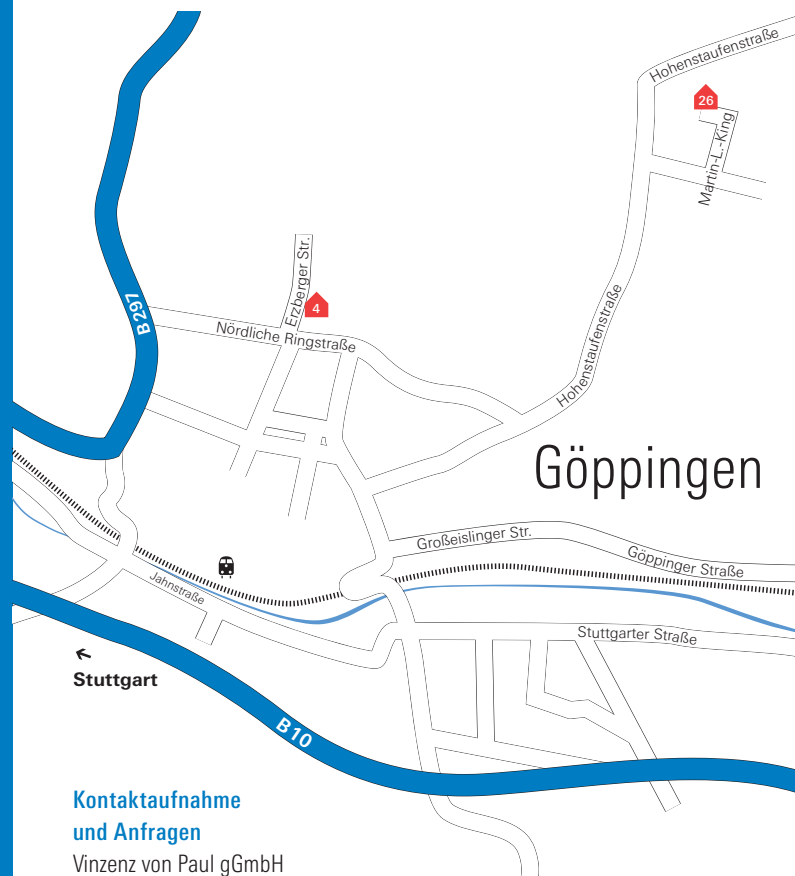 Hohenstaufenstraße
26
Martin-L.-King
Erzberger Str.
4
B 297
Nördliche Ringstraße
Hohenstaufenstraße
Göppingen
Großeislinger Str.
Göppinger Straße
Jahnstraße
Stuttgarter Straße
Stuttgart
B 10
Kontaktaufnahme
und Anfragen
Vinzenz von Paul gGmbH